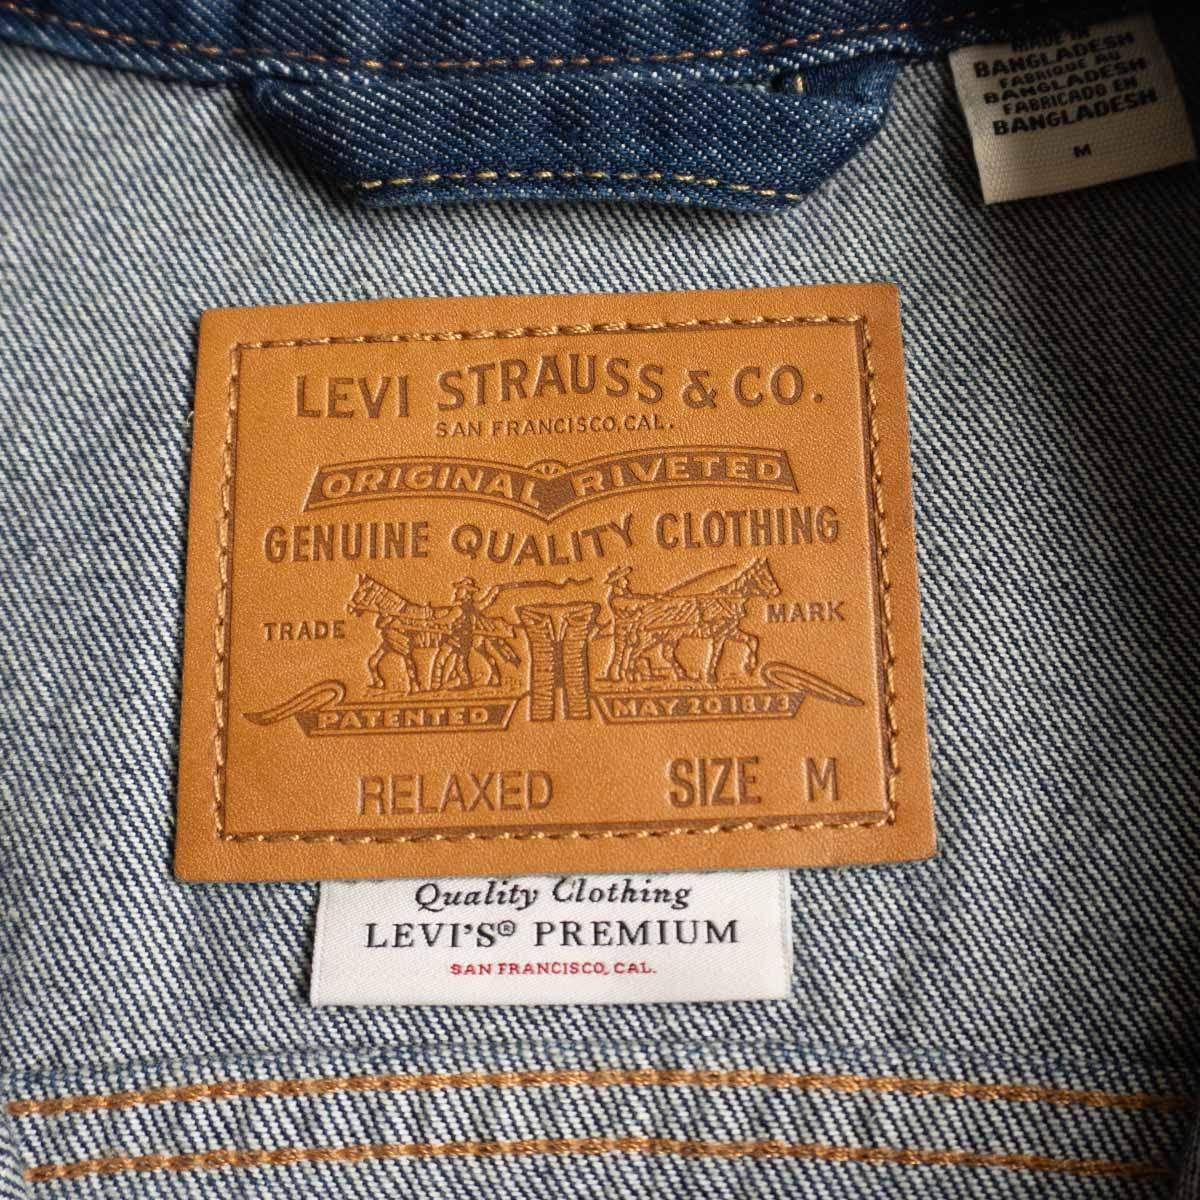 MADE IN
BANGLADESH
FABRIQUE AU
BANGLADESH
FABRICADO EN
BANGLADESH
M
LEVI STRAUSS & CO.
SAN FRANCISCO, CAL.
ORIGINAL RIVETED
GENUINE QUALITY CLOTHING
TRADE MARK
PATENTED MAY 20 1873
RELAXED SIZE M
Quality Clothing
LEVI'S® PREMIUM
SAN FRANCISCO, CAL.